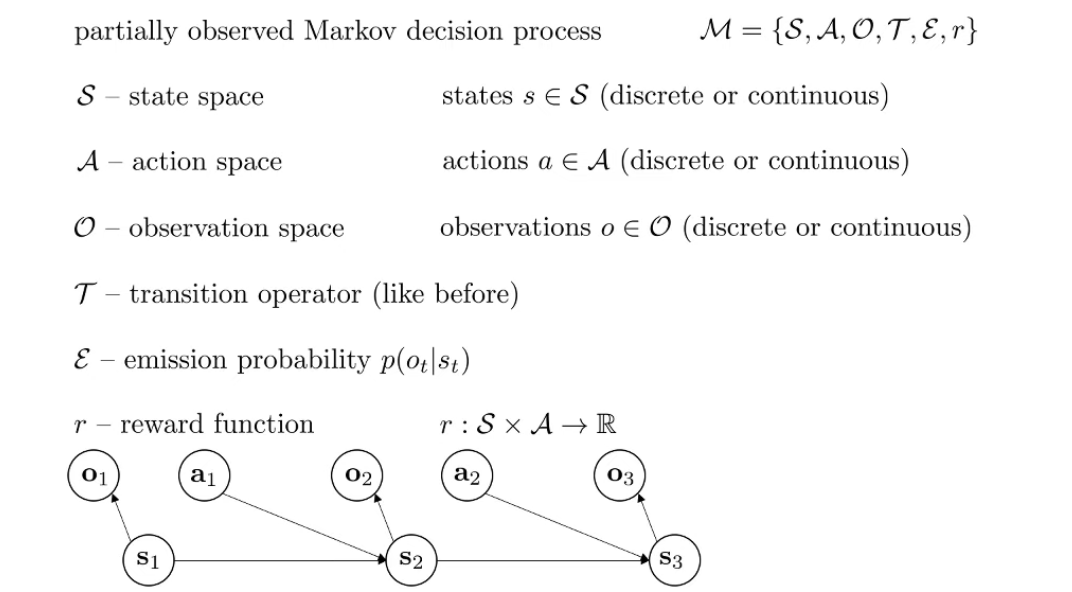 partially observed Markov decision process $\mathcal{M} = \{\mathcal{S}, \mathcal{A}, \mathcal{O}, \mathcal{T}, \mathcal{E}, r\}$
$\mathcal{S}$ – state space states $s \in \mathcal{S}$ (discrete or continuous)
$\mathcal{A}$ – action space actions $a \in \mathcal{A}$ (discrete or continuous)
$\mathcal{O}$ – observation space observations $o \in \mathcal{O}$ (discrete or continuous)
$\mathcal{T}$ – transition operator (like before)
$\mathcal{E}$ – emission probability $p(o_t|s_t)$
$r$ – reward function $r : \mathcal{S} \times \mathcal{A} \rightarrow \mathbb{R}$
$\mathbf{o}_1$ $\mathbf{a}_1$ $\mathbf{o}_2$ $\mathbf{a}_2$ $\mathbf{o}_3$
$\mathbf{s}_1$ $\mathbf{s}_2$ $\mathbf{s}_3$